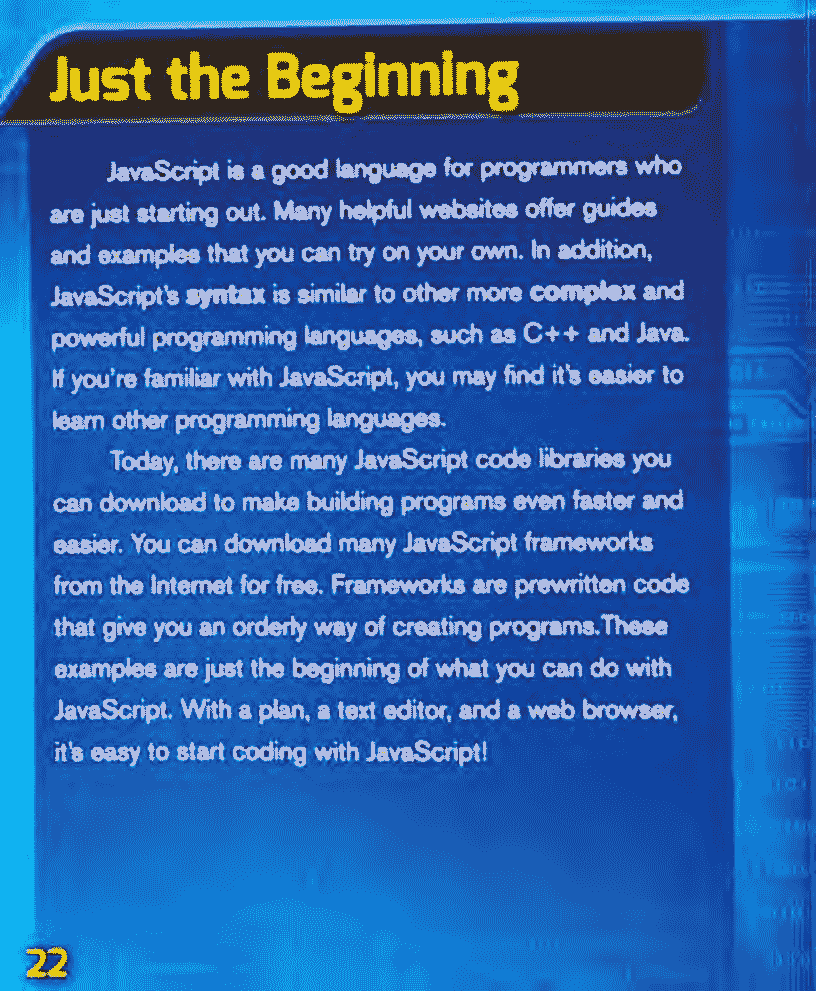 Just the Beginning
JavaScript is a good language for programmers who
are just starting out. Many helpful websites offer guides
and examples that you can try on your own. In addition,
JavaScript's syntax is similar to other more complex and
powerful programming languages, such as C++ and Java.
If you're familiar with JavaScript, you may find it's easier to
learn other programming languages.
Today, there are many JavaScript code libraries you
can download to make building programs even faster and
easier. You can download many JavaScript frameworks
from the Internet for free. Frameworks are prewritten code
that give you an orderly way of creating programs.These
examples are just the beginning of what you can do with
JavaScript. With a plan, a text editor, and a web browser,
it's easy to start coding with JavaScript!
22